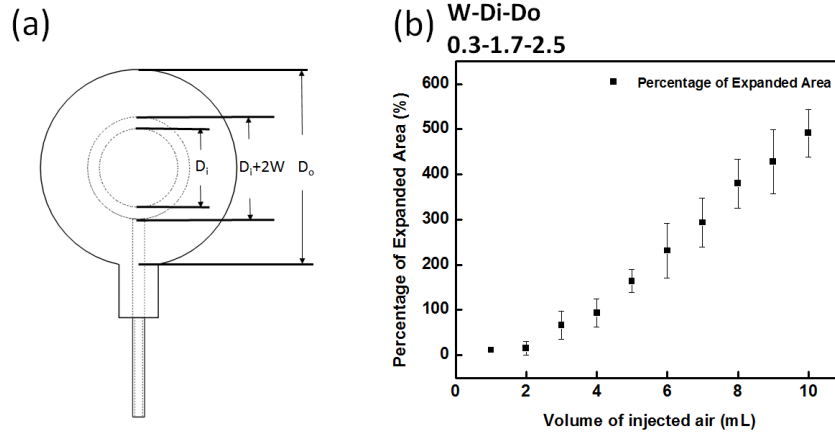 (a)
Di
Di+2W
Do
(b) W-Di-Do
0.3-1.7-2.5
Percentage of Expanded Area
Percentage of Expanded Area (%)
600
500
400
300
200
100
0
0 2 4 6 8 10
Volume of injected air (mL)